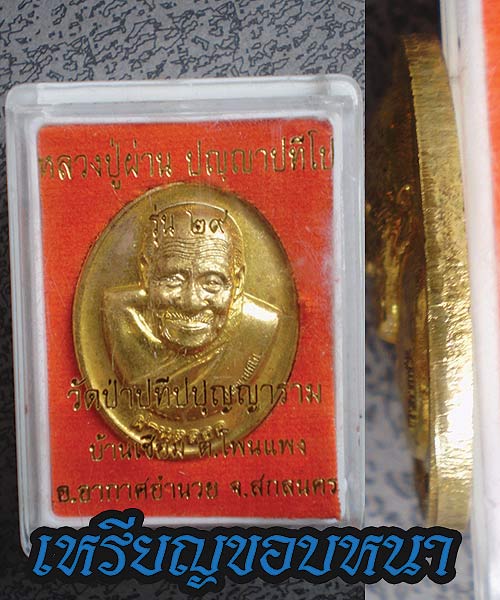 หลวงปู่ผ่าน ปญฺญาปทีโป
รุ่น ๒๙
วัดป่าปทีปปุญญาราม
บ้านเซือม ต.โพนแพง
อ.อากาศอำนวย จ.สกลนคร
เหรียญขอบหนา